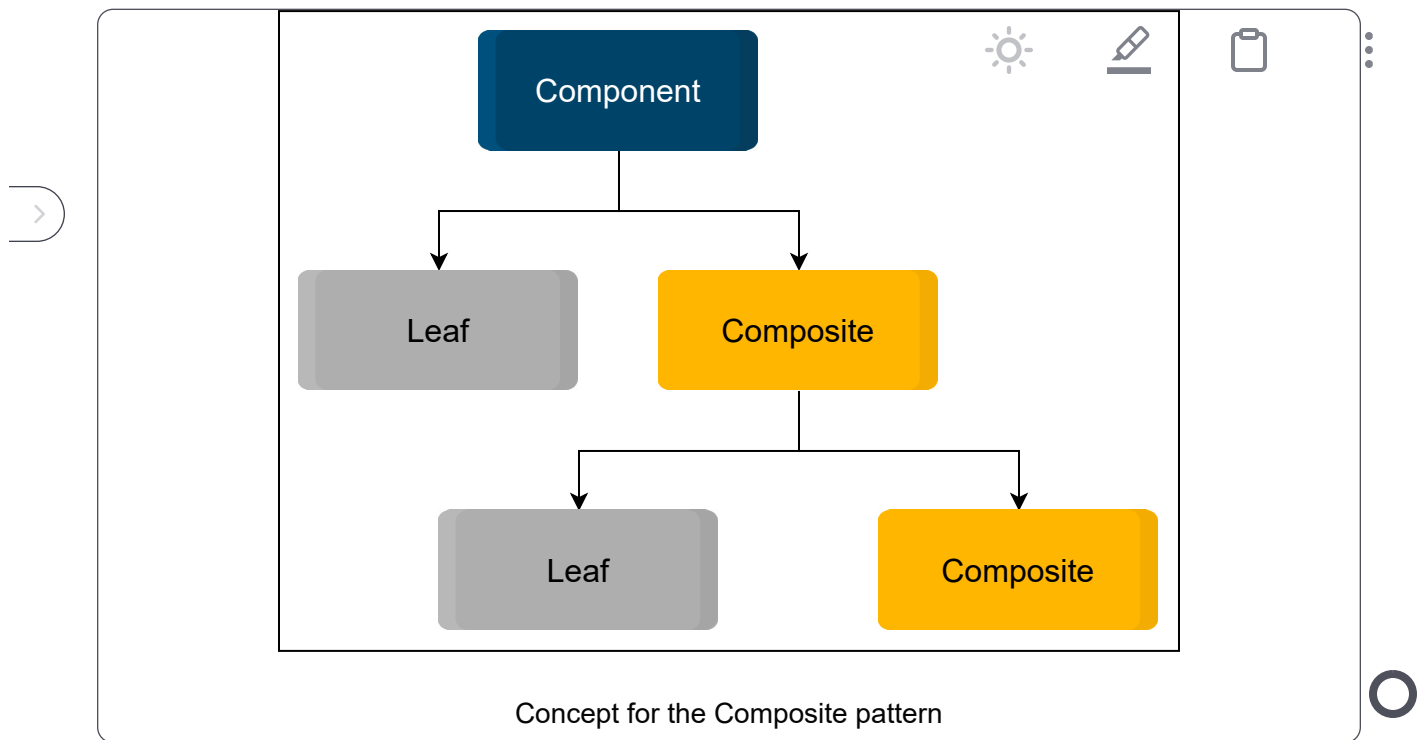 Component
Leaf
Composite
Leaf
Composite
Concept for the Composite pattern